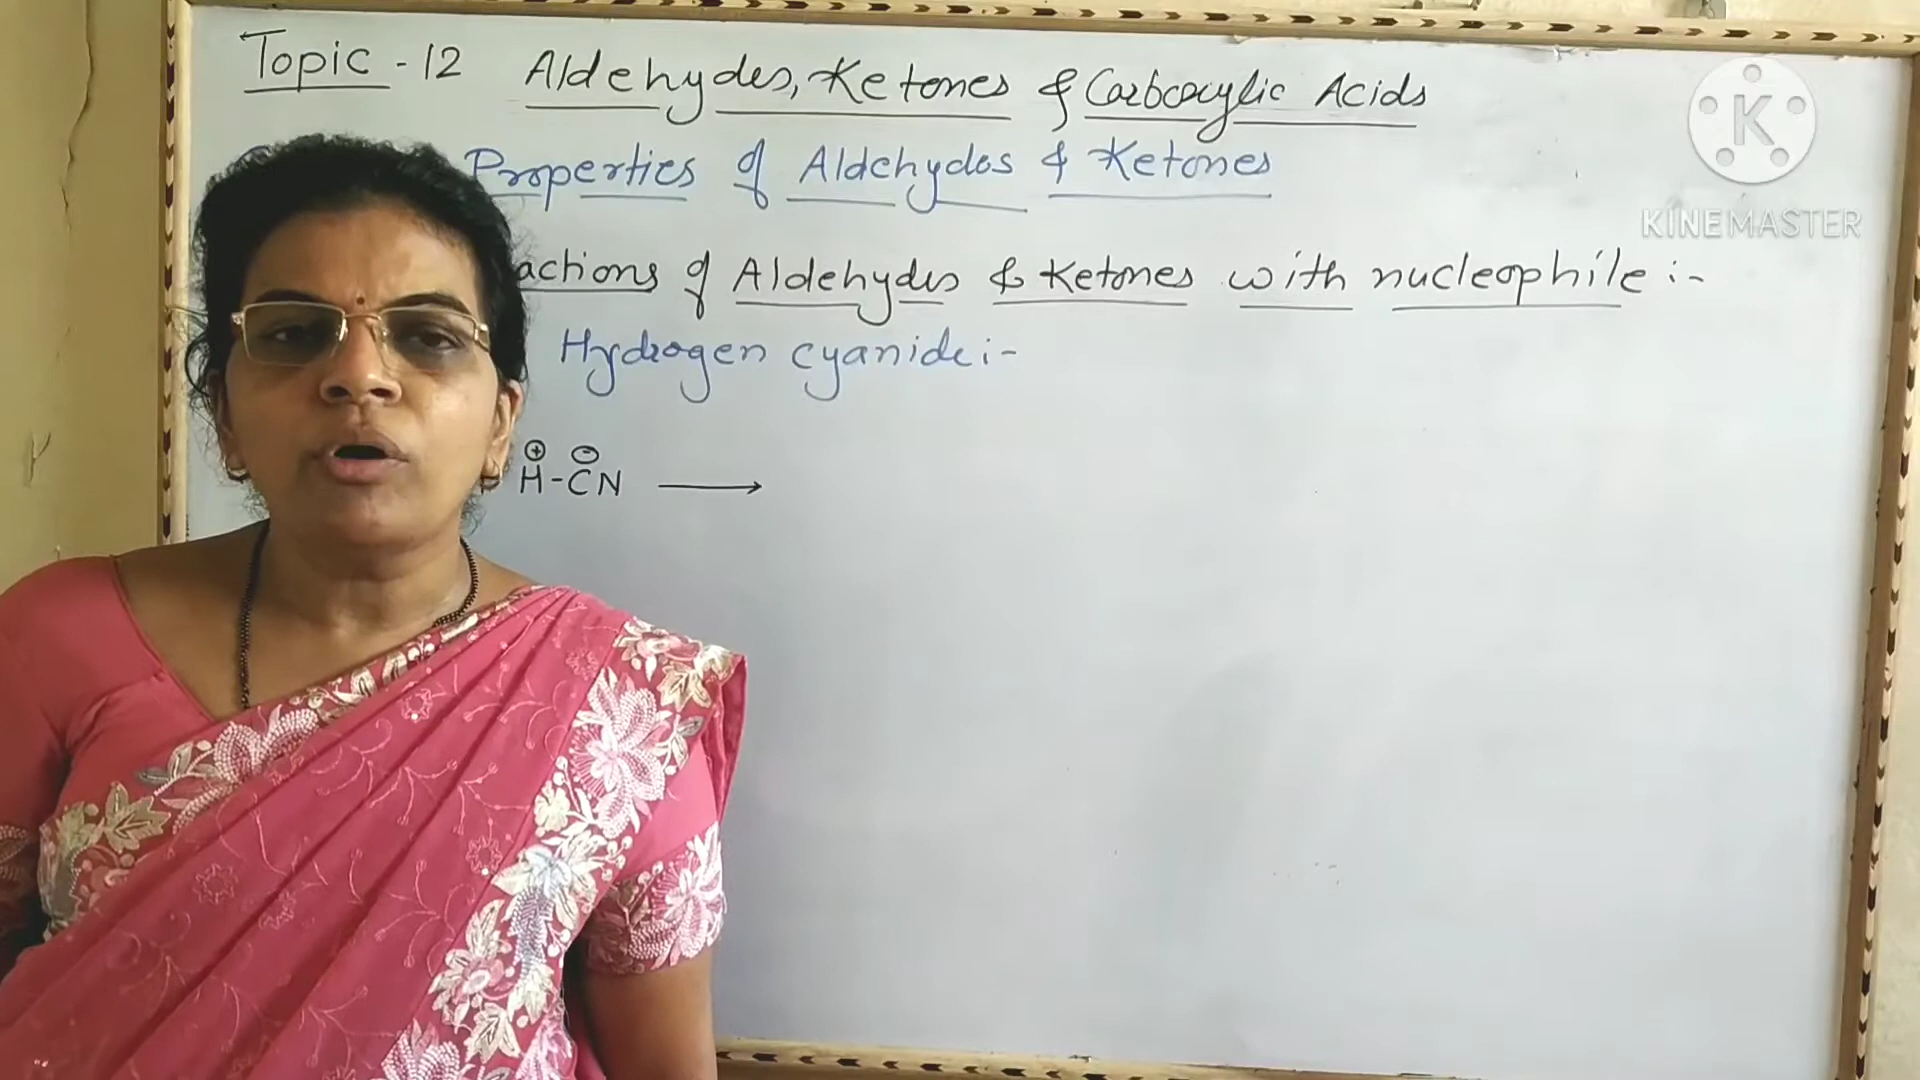 Topic - 12 Aldehydes, Ketones & Carboxylic Acids
Properties of Aldehydes & Ketones
actions of Aldehydes & Ketones with nucleophile :-
Hydrogen cyanide :-
⊕ ⊖
H-CN ⟶
K
KINEMASTER